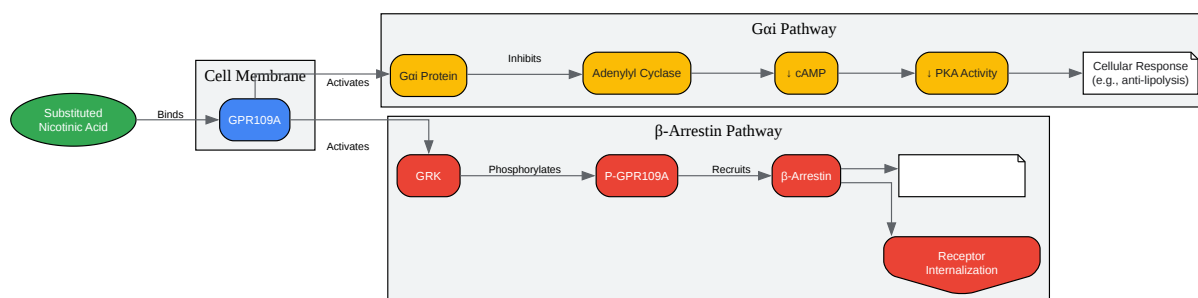 Gαi Pathway
Cell Membrane
Gαi Protein
Inhibits
Adenylyl Cyclase
↓ cAMP
↓ PKA Activity
Cellular Response
(e.g., anti-lipolysis)
Activates
Substituted
Nicotinic Acid
Binds
GPR109A
β-Arrestin Pathway
Activates
GRK
Phosphorylates
P-GPR109A
Recruits
β-Arrestin
Receptor
Internalization